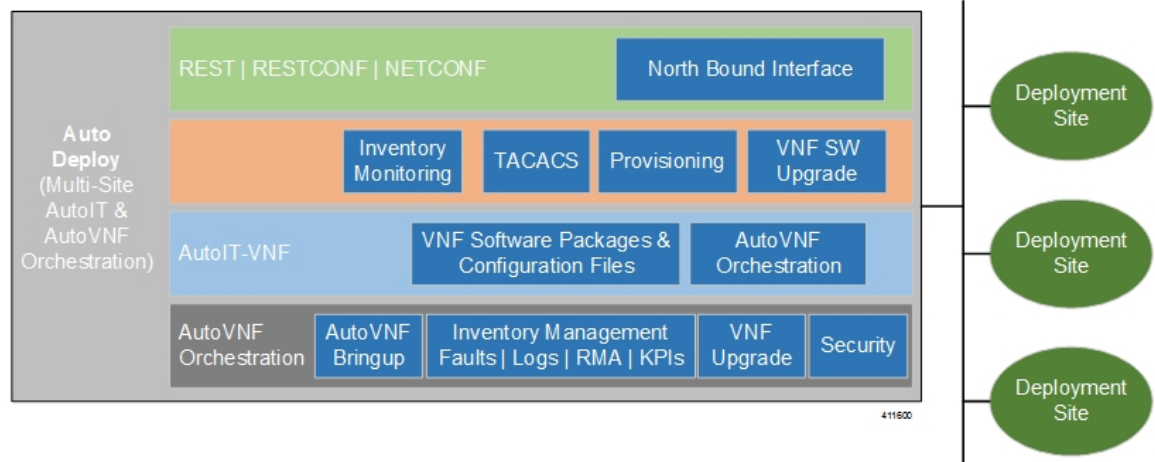 REST | RESTCONF | NETCONF
North Bound Interface
Auto
Deploy
(Multi-Site
AutoIT &
AutoVNF
Orchestration)
Inventory
Monitoring
TACACS
Provisioning
VNF SW
Upgrade
AutoIT-VNF
VNF Software Packages &
Configuration Files
AutoVNF
Orchestration
AutoVNF
Orchestration
AutoVNF
Bringup
Inventory Management
Faults | Logs | RMA | KPIs
VNF
Upgrade
Security
411600
Deployment
Site
Deployment
Site
Deployment
Site